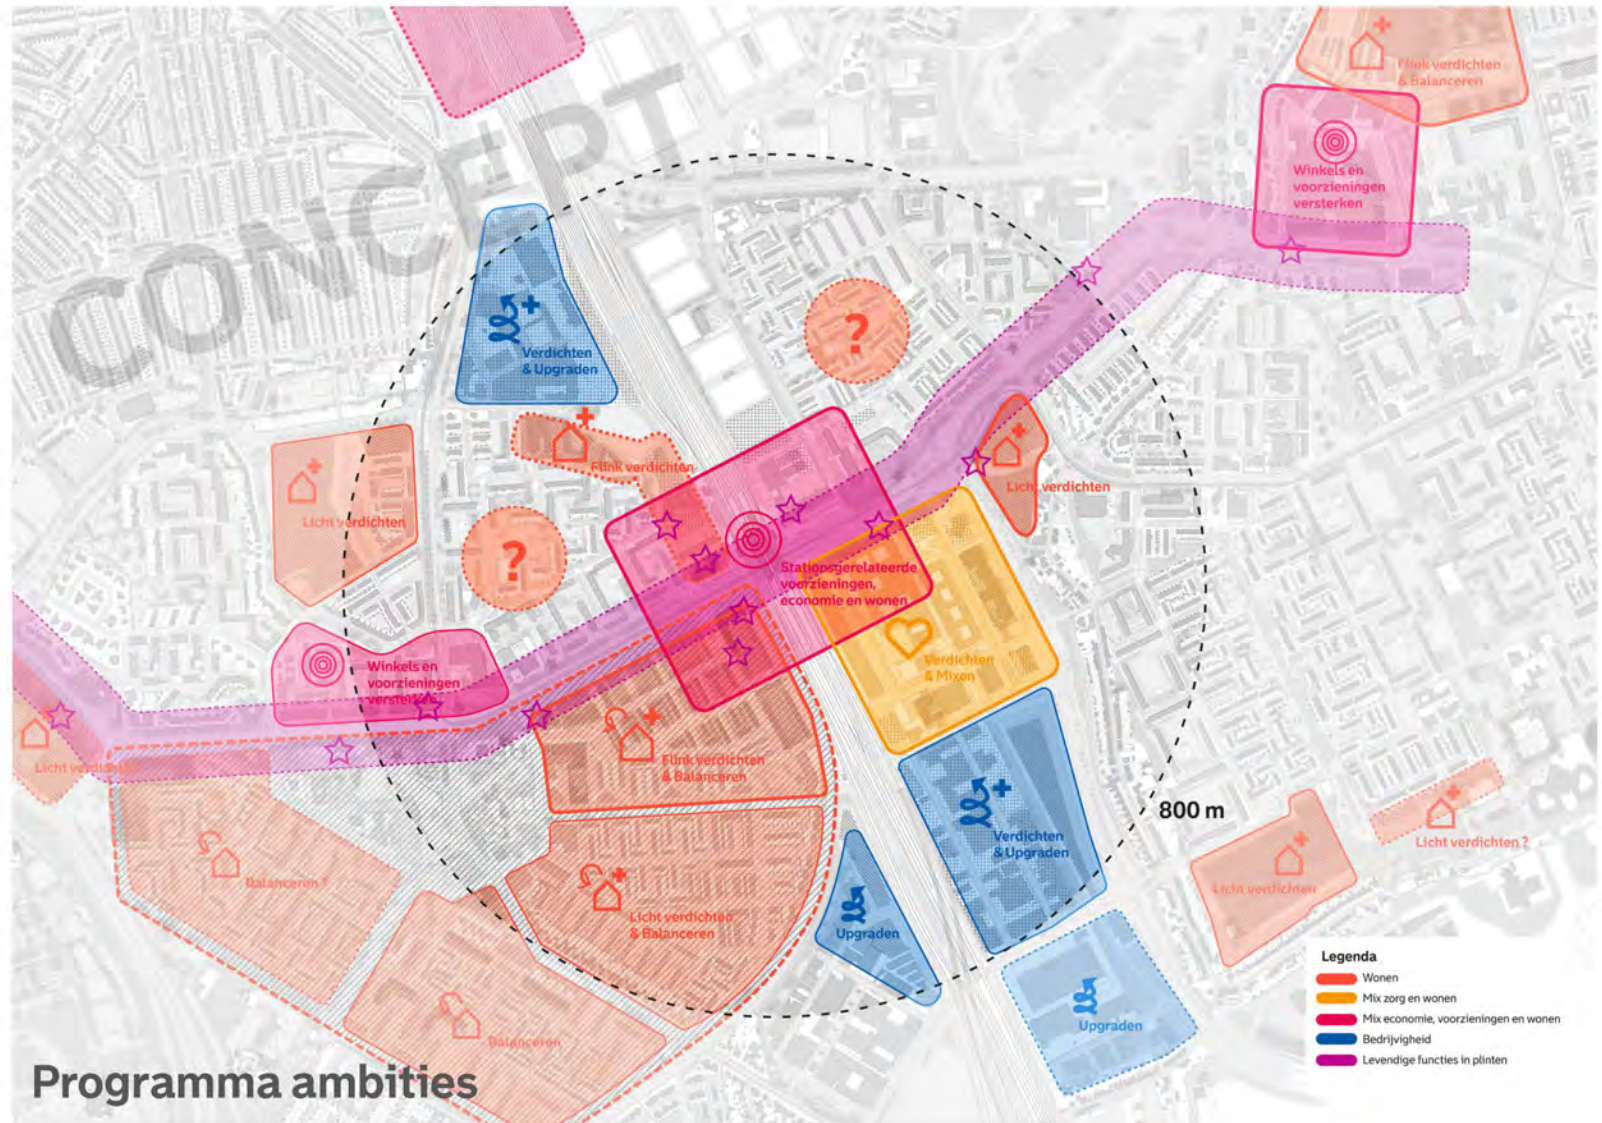 CONCEPT
Flink verdichten
& Balanceren
Winkels en
voorzieningen
versterken
Verdichten
& Upgraden
?
Flink verdichten
Licht verdichten
Licht verdichten
?
Stationsgerelateerde
voorzieningen,
economie en wonen
Verdichten
& Mixen
Winkels en
voorzieningen
versterken
Licht verdichten
Flink verdichten
& Balanceren
800 m
Verdichten
& Upgraden
Licht verdichten ?
Balanceren ?
Licht verdichten
Licht verdichten
& Balanceren
Upgraden
Upgraden
Balanceren
Legenda
Wonen
Mix zorg en wonen
Mix economie, voorzieningen en wonen
Bedrijvigheid
Levendige functies in plinten
Programma ambities